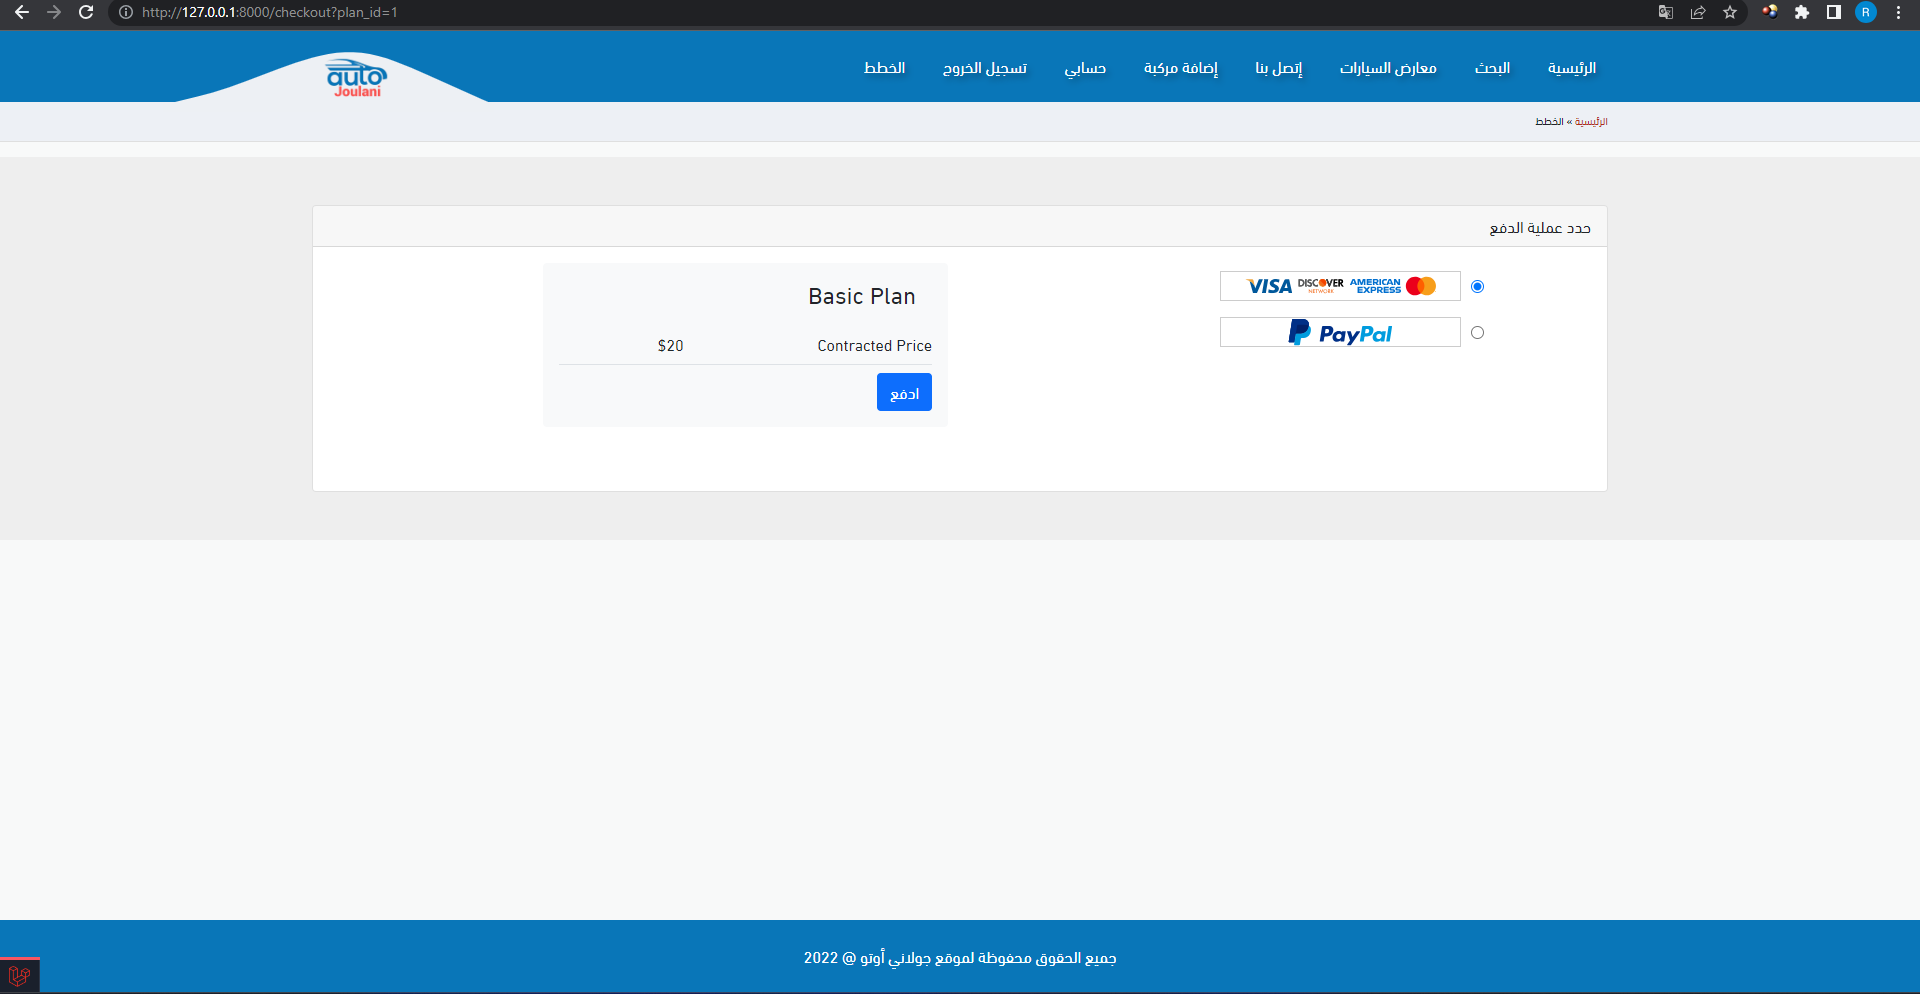 http://127.0.0.1:8000/checkout?plan_id=1
R
auto
Joulani
الرئيسية
البحث
معارض السيارات
إتصل بنا
إضافة مركبة
حسابي
تسجيل الخروج
الخطط
الرئيسية » الخطط
حدد عملية الدفع
VISA DISCOVER NETWORK AMERICAN EXPRESS
PayPal
Basic Plan
Contracted Price $20
ادفع
جميع الحقوق محفوظة لموقع جولاني أوتو @ 2022